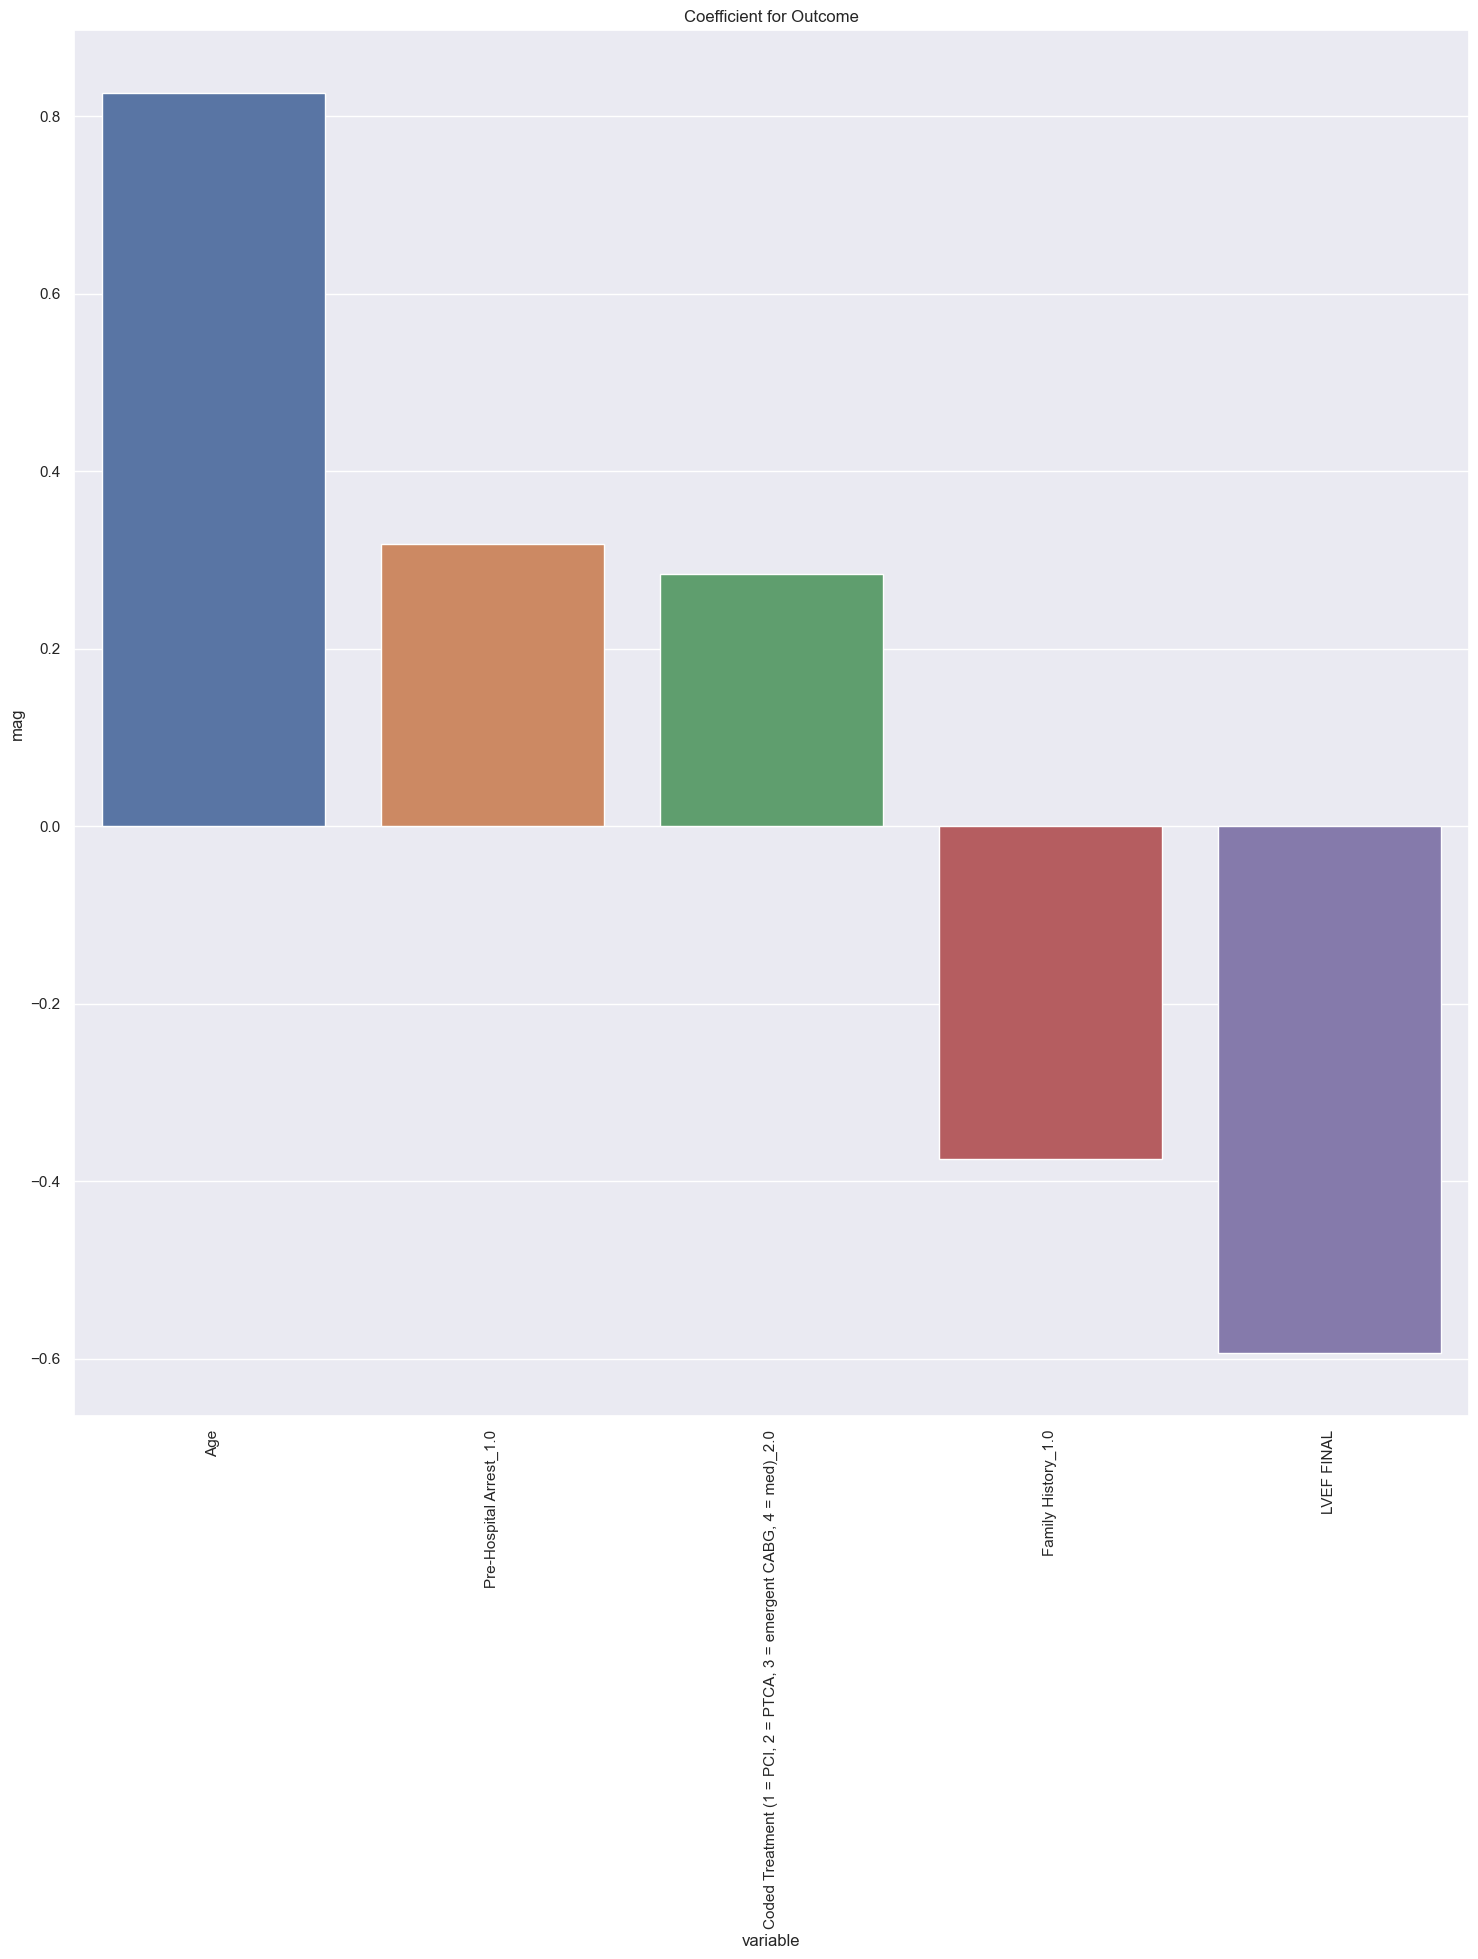 Coefficient for Outcome
mag
0.8
0.6
0.4
0.2
0.0
−0.2
−0.4
−0.6
Age
Pre-Hospital Arrest_1.0
Coded Treatment (1 = PCI, 2 = PTCA, 3 = emergent CABG, 4 = med)_2.0
Family History_1.0
LVEF FINAL
variable